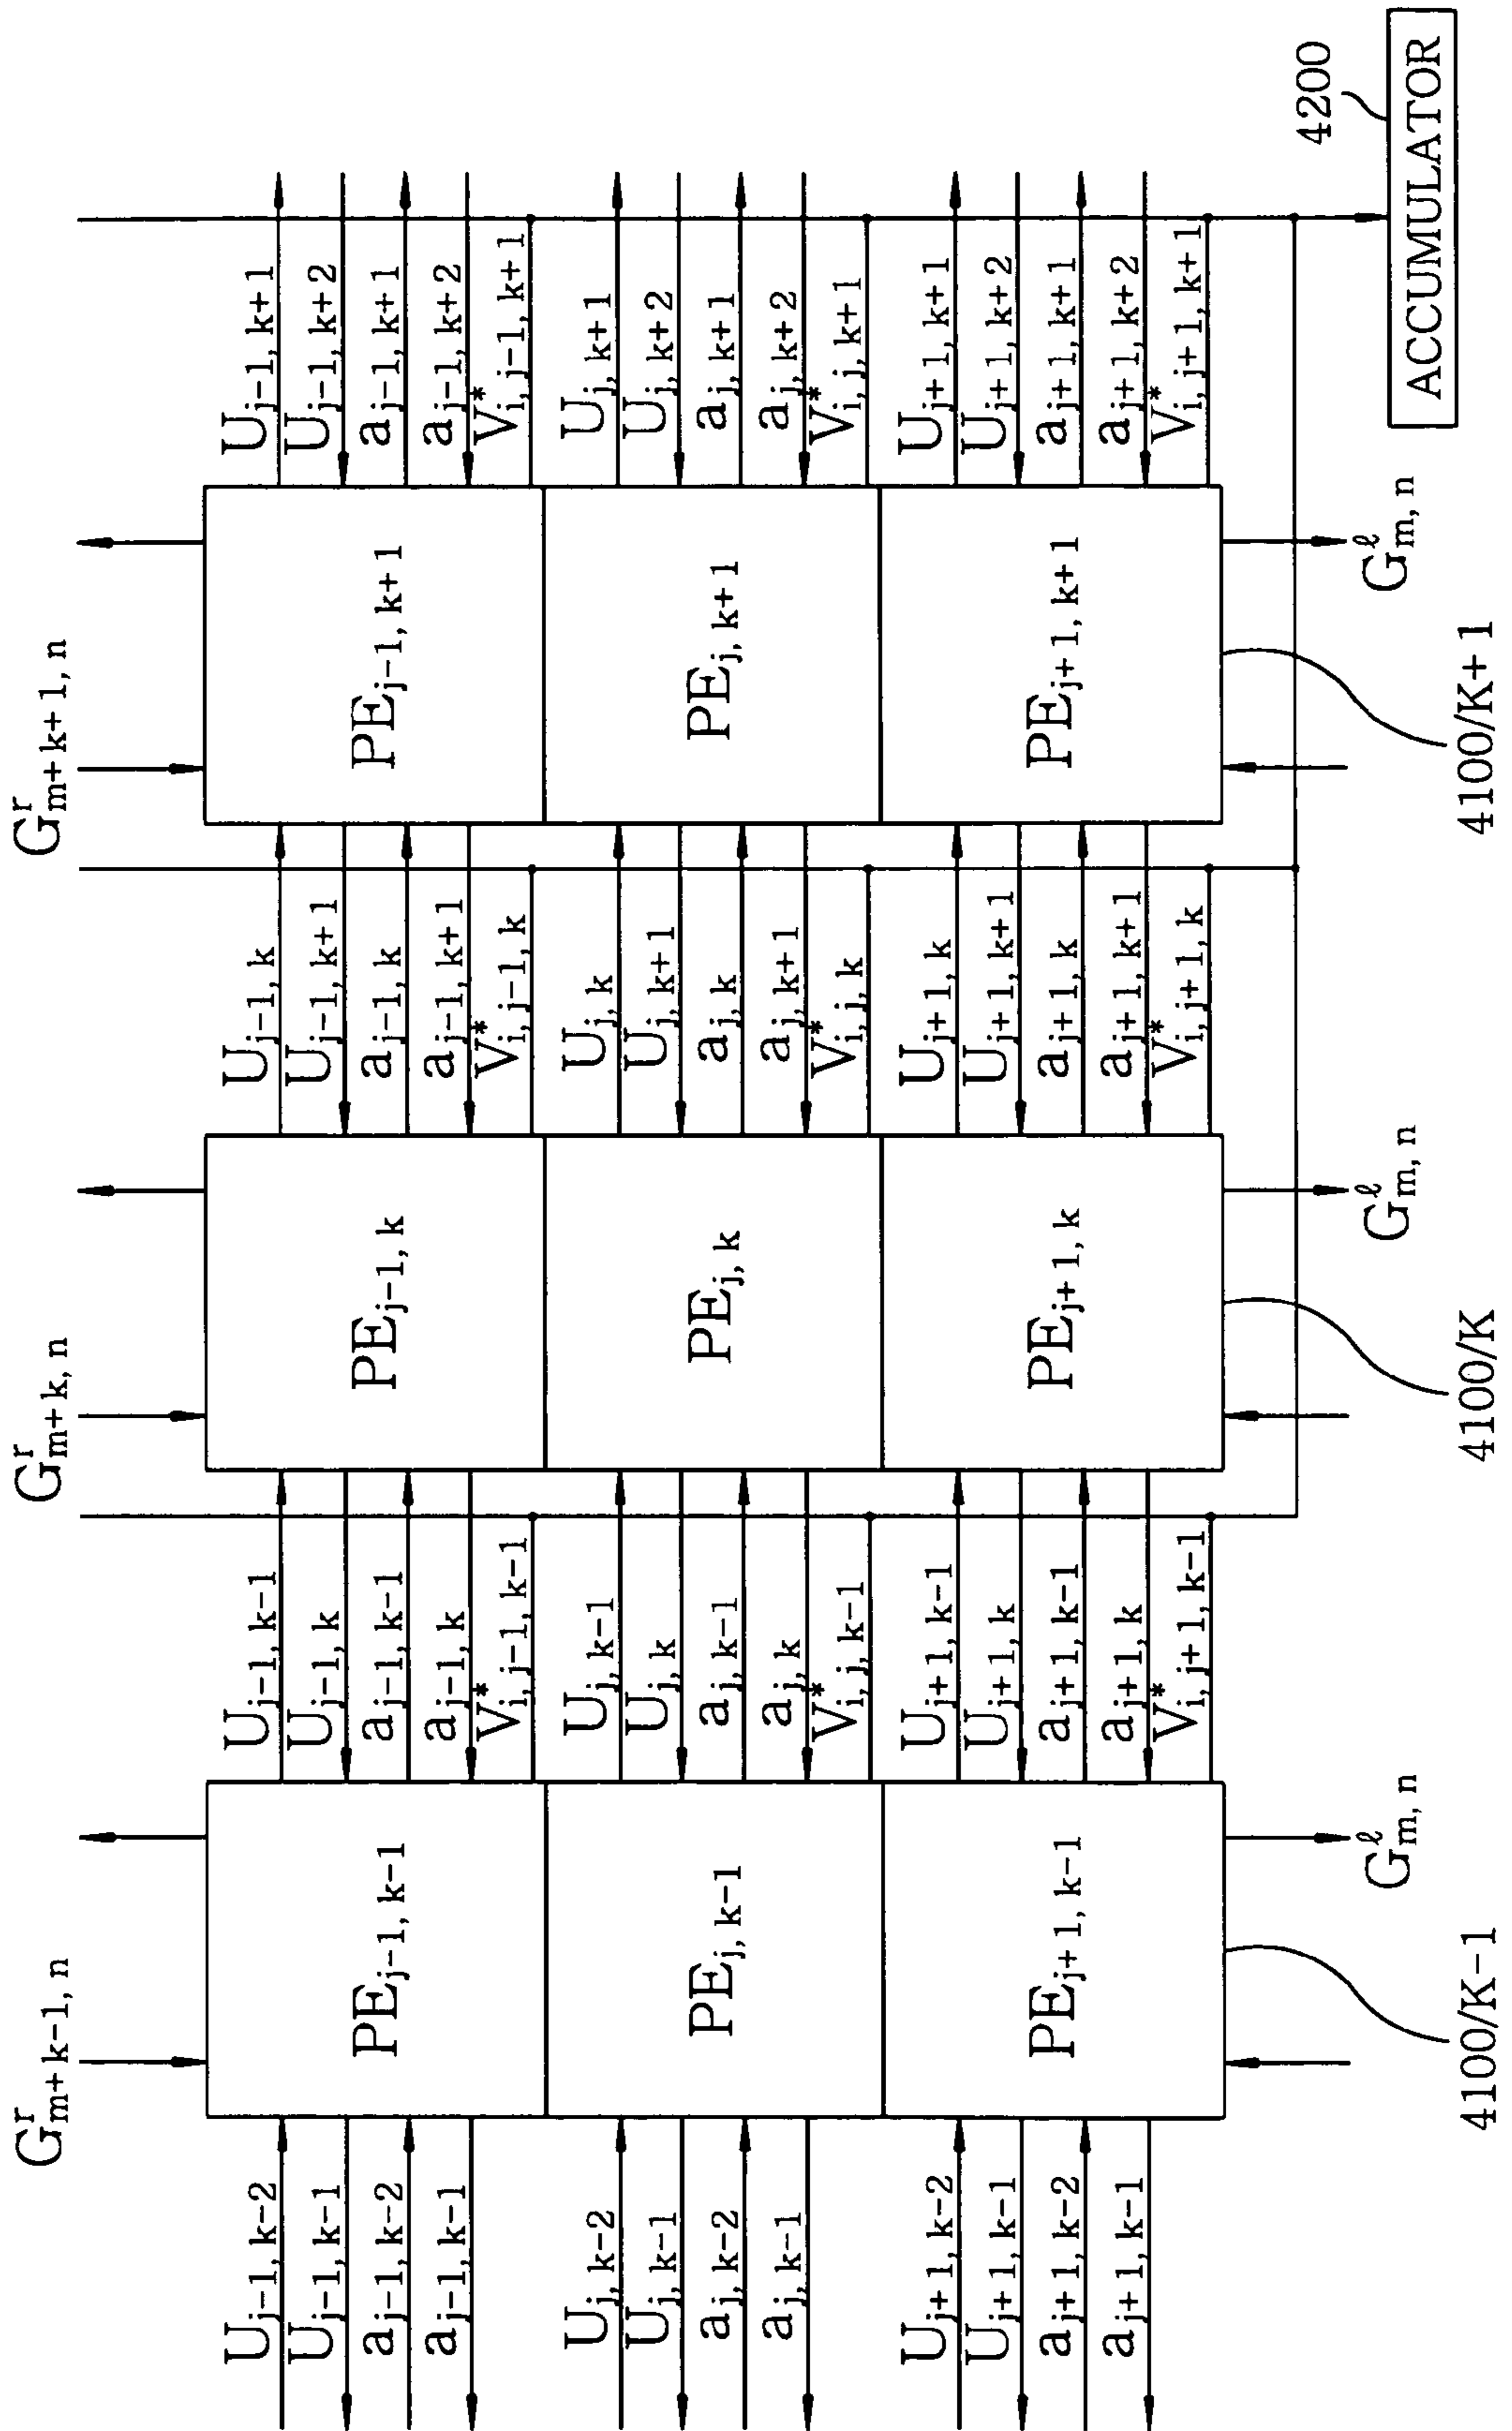 G^r_{m+k-1, n} G^r_{m+k, n} G^r_{m+k+1, n}
U_{j-1, k-2} U_{j-1, k-1} U_{j-1, k} U_{j-1, k+1}
U_{j-1, k-1} U_{j-1, k} U_{j-1, k+1} U_{j-1, k+2}
PE_{j-1, k-1} PE_{j-1, k} PE_{j-1, k+1}
a_{j-1, k-2} a_{j-1, k-1} a_{j-1, k} a_{j-1, k+1}
a_{j-1, k-1} a_{j-1, k} a_{j-1, k+1} a_{j-1, k+2}
V^*_{i, j-1, k-1} V^*_{i, j-1, k} V^*_{i, j-1, k+1}
U_{j, k-2} U_{j, k-1} U_{j, k} U_{j, k+1}
U_{j, k-1} U_{j, k} U_{j, k+1} U_{j, k+2}
PE_{j, k-1} PE_{j, k} PE_{j, k+1}
a_{j, k-2} a_{j, k-1} a_{j, k} a_{j, k+1}
a_{j, k-1} a_{j, k} a_{j, k+1} a_{j, k+2}
V^*_{i, j, k-1} V^*_{i, j, k} V^*_{i, j, k+1}
U_{j+1, k-2} U_{j+1, k-1} U_{j+1, k} U_{j+1, k+1}
U_{j+1, k-1} U_{j+1, k} U_{j+1, k+1} U_{j+1, k+2}
PE_{j+1, k-1} PE_{j+1, k} PE_{j+1, k+1}
a_{j+1, k-2} a_{j+1, k-1} a_{j+1, k} a_{j+1, k+1}
a_{j+1, k-1} a_{j+1, k} a_{j+1, k+1} a_{j+1, k+2}
V^*_{i, j+1, k-1} V^*_{i, j+1, k} V^*_{i, j+1, k+1}
4200
G^ℓ_{m, n} G^ℓ_{m, n} G^ℓ_{m, n}
ACCUMULATOR
4100/K-1 4100/K 4100/K+1